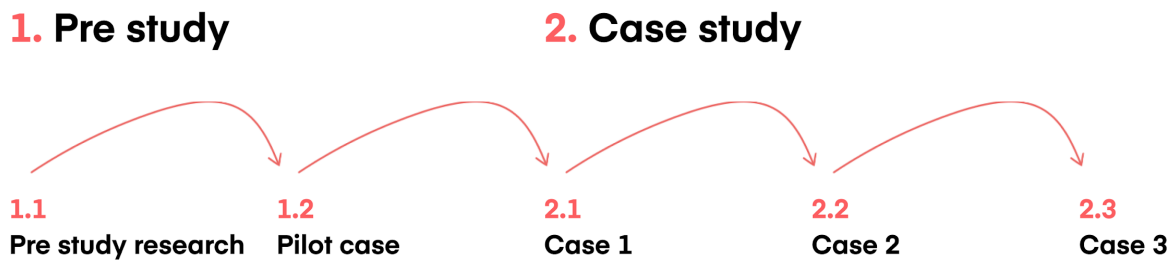 1. Pre study
2. Case study
1.1
Pre study research
1.2
Pilot case
2.1
Case 1
2.2
Case 2
2.3
Case 3